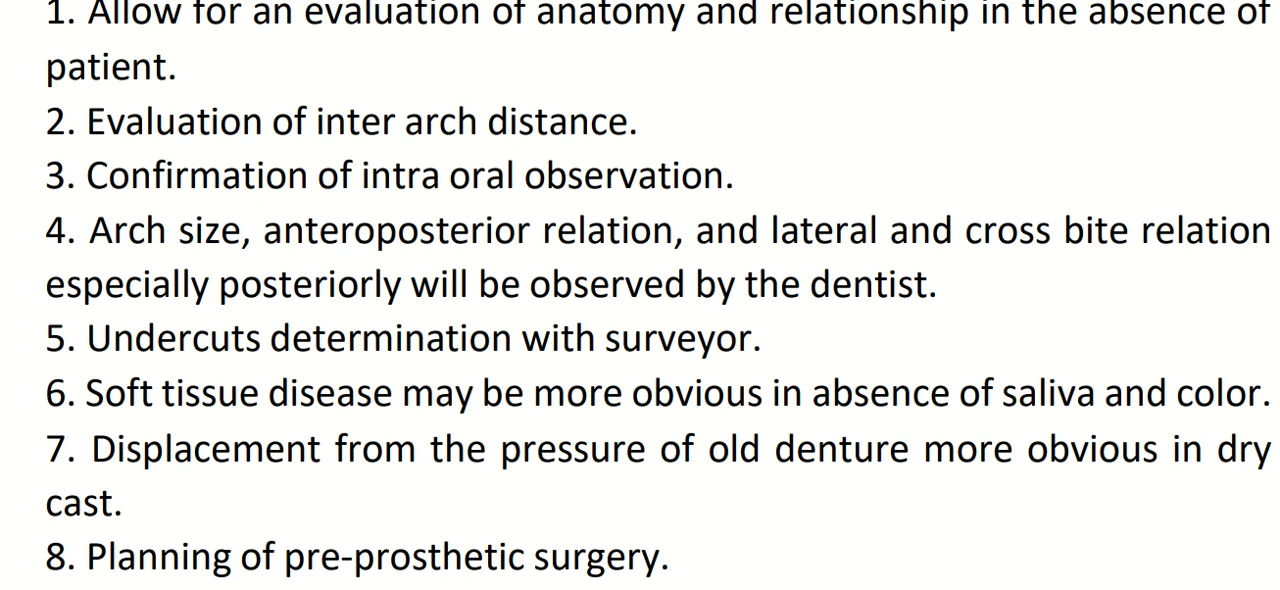 1. Allow for an evaluation of anatomy and relationship in the absence of
patient.
2. Evaluation of inter arch distance.
3. Confirmation of intra oral observation.
4. Arch size, anteroposterior relation, and lateral and cross bite relation
especially posteriorly will be observed by the dentist.
5. Undercuts determination with surveyor.
6. Soft tissue disease may be more obvious in absence of saliva and color.
7. Displacement from the pressure of old denture more obvious in dry
cast.
8. Planning of pre-prosthetic surgery.